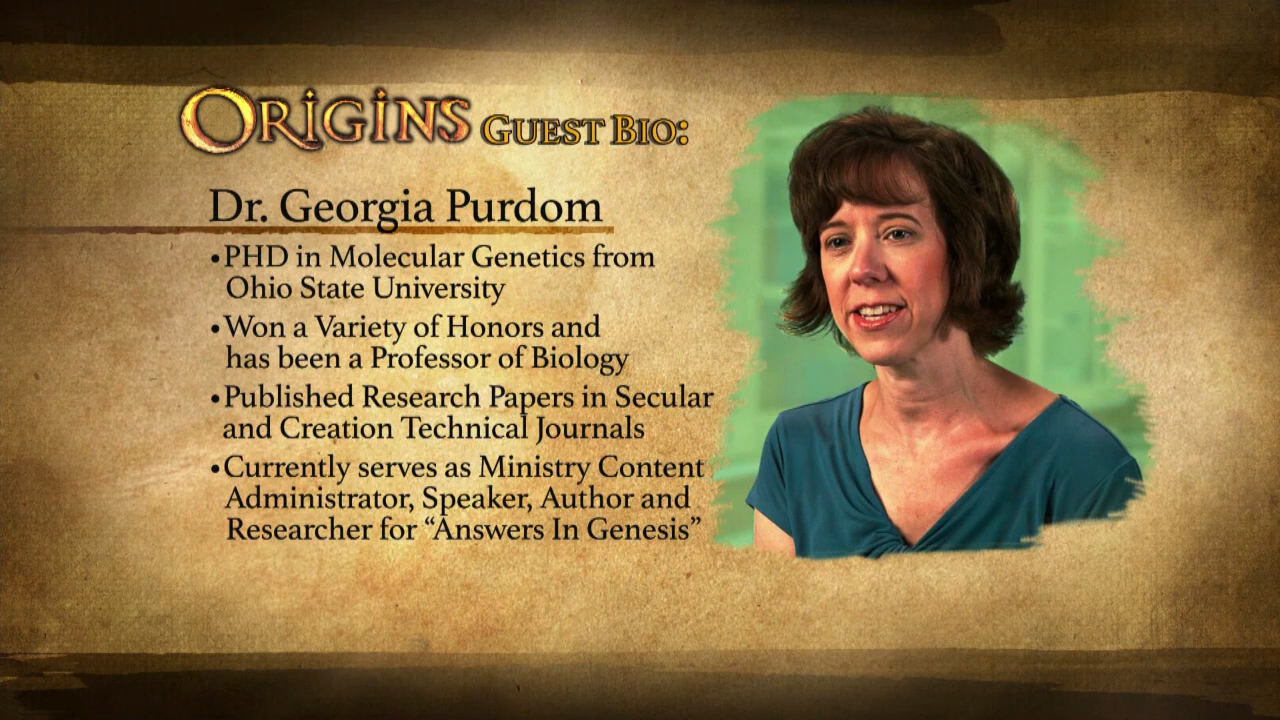 ORiGiNS GUEST BIO:
Dr. Georgia Purdom
•PHD in Molecular Genetics from
Ohio State University
•Won a Variety of Honors and
has been a Professor of Biology
•Published Research Papers in Secular
and Creation Technical Journals
•Currently serves as Ministry Content
Administrator, Speaker, Author and
Researcher for “Answers In Genesis”